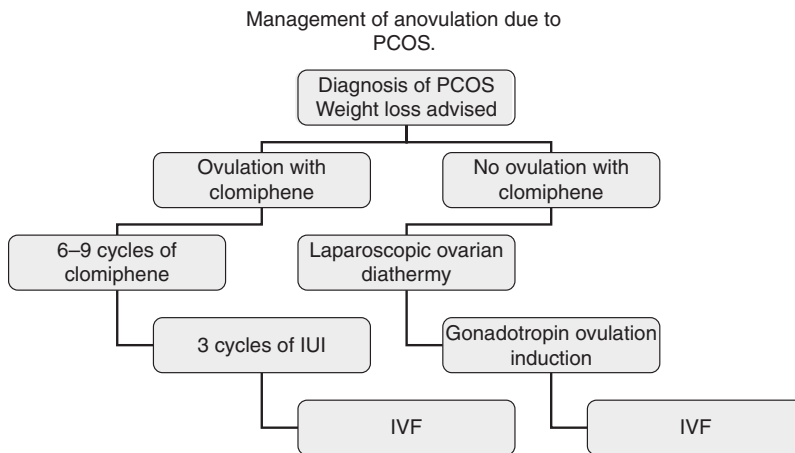 Management of anovulation due to
PCOS.
Diagnosis of PCOS
Weight loss advised
Ovulation with
clomiphene
No ovulation with
clomiphene
6–9 cycles of
clomiphene
Laparoscopic ovarian
diathermy
3 cycles of IUI
Gonadotropin ovulation
induction
IVF
IVF